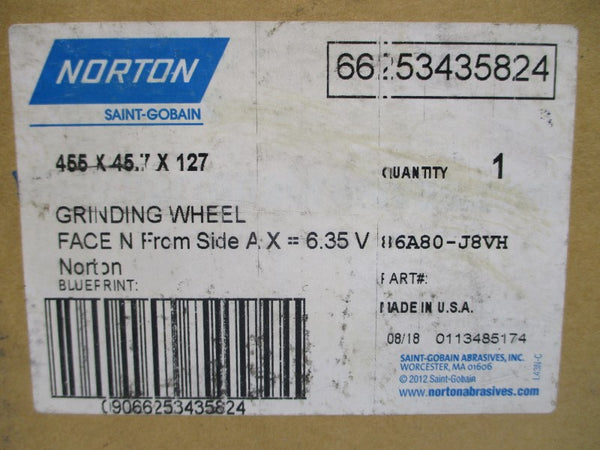 NORTON
SAINT-GOBAIN
66253435824
455 X 45.7 X 127
QUANTITY 1
GRINDING WHEEL
FACE N From Side A X = 6.35 V
86A80-J8VH
Norton
BLUEPRINT:
PART#:
MADE IN U.S.A.
08/18 0113485174
09066253435824
SAINT-GOBAIN ABRASIVES, INC.
WORCESTER, MA 01606
© 2012 Saint-Gobain
www.nortonabrasives.com